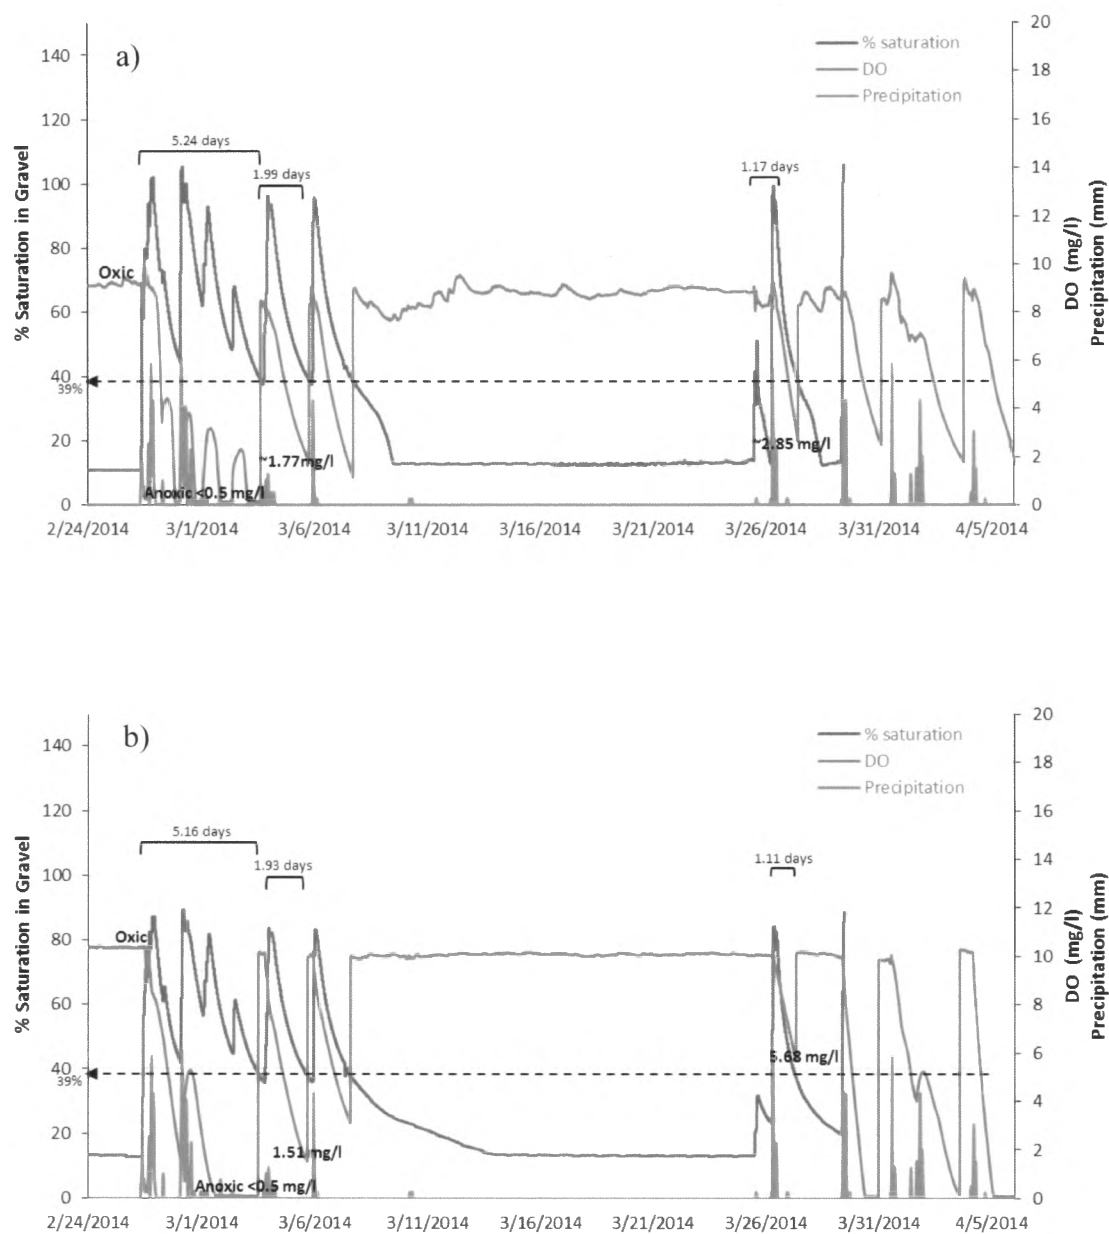 a)
% saturation
DO
Precipitation
% Saturation in Gravel
140
120
100
80
60
40
39%
20
0
5.24 days
1.99 days
1.17 days
Oxic
~1.77mg/l
~2.85 mg/l
Anoxic <0.5 mg/l
20
18
16
14
12
10
8
6
4
2
0
DO (mg/l)
Precipitation (mm)
2/24/2014 3/1/2014 3/6/2014 3/11/2014 3/16/2014 3/21/2014 3/26/2014 3/31/2014 4/5/2014
b)
% saturation
DO
Precipitation
% Saturation in Gravel
140
120
100
80
60
40
39%
20
0
5.16 days
1.93 days
1.11 days
Oxic
5.68 mg/l
1.51 mg/l
Anoxic <0.5 mg/l
20
18
16
14
12
10
8
6
4
2
0
DO (mg/l)
Precipitation (mm)
2/24/2014 3/1/2014 3/6/2014 3/11/2014 3/16/2014 3/21/2014 3/26/2014 3/31/2014 4/5/2014